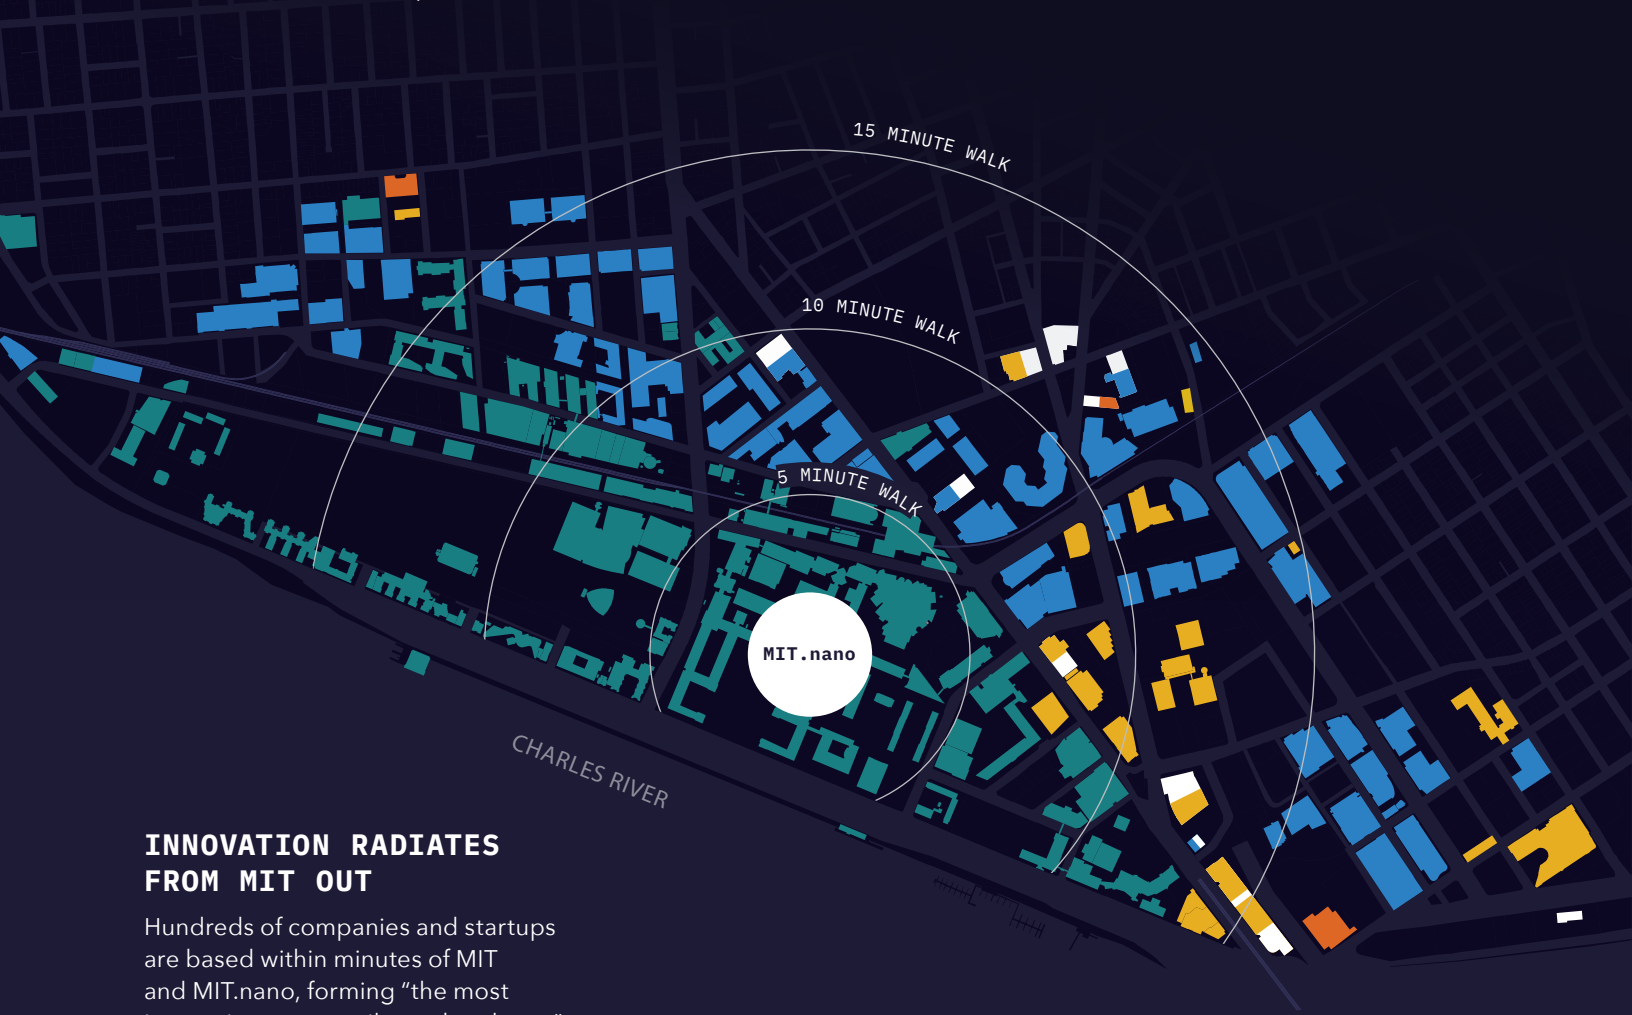 15 MINUTE WALK
10 MINUTE WALK
5 MINUTE WALK
MIT.nano
CHARLES RIVER
INNOVATION RADIATES
FROM MIT OUT
Hundreds of companies and startups
are based within minutes of MIT
and MIT.nano, forming “the most